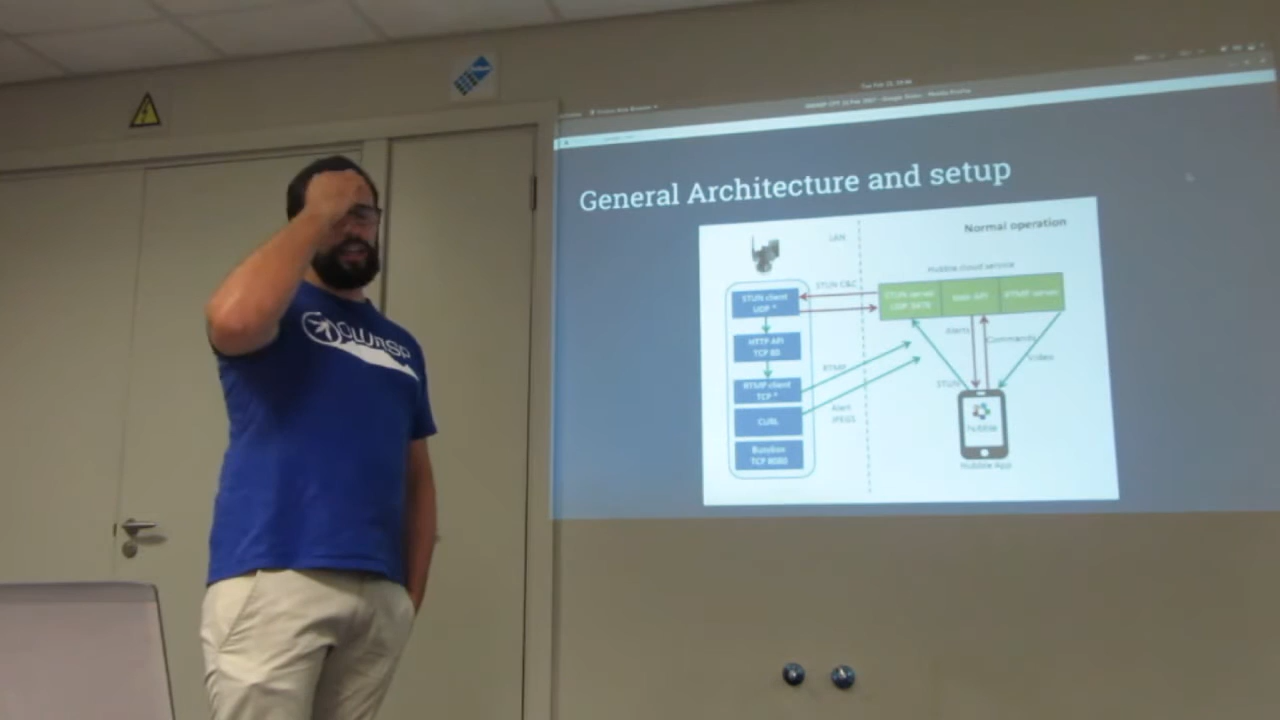 OWASP
General Architecture and setup
Normal operation
LAN
Hubble cloud service
STUN C&C
STUN client
UDP *
STUN server
UDP 3478
Web API
RTMP server
HTTP API
TCP 80
Alerts
Commands
Video
RTMP
STUN
RTMP client
TCP *
Alert
JPEGS
CURL
Hubble
Busybox
TCP 8080
Hubble App